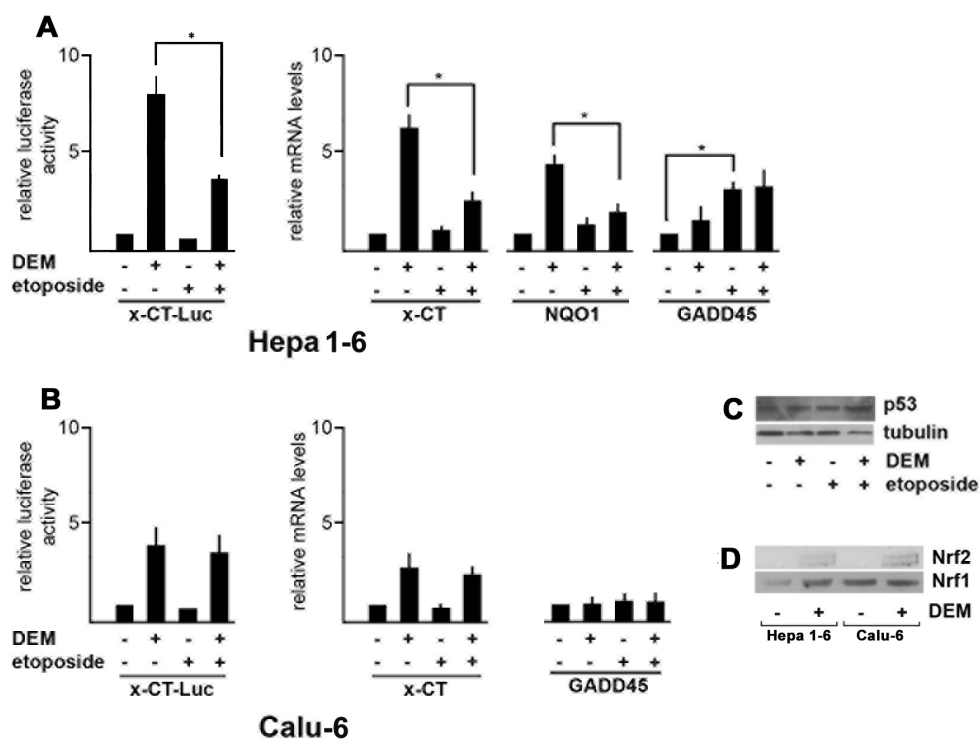 A
10
5
relative luciferase
activity
*
DEM - + - +
etoposide - - + +
x-CT-Luc
10
5
relative mRNA levels
*
*
*
- + - + - + - + - + - +
- - + + - - + + - - + +
x-CT NQO1 GADD45
Hepa 1-6
B
10
5
relative luciferase
activity
DEM - + - +
etoposide - - + +
x-CT-Luc
10
5
relative mRNA levels
- + - + - + - +
- - + + - - + +
x-CT GADD45
Calu-6
C
p53
tubulin
- + - + DEM
- - + + etoposide
D
Nrf2
Nrf1
- + - + DEM
Hepa 1-6 Calu-6